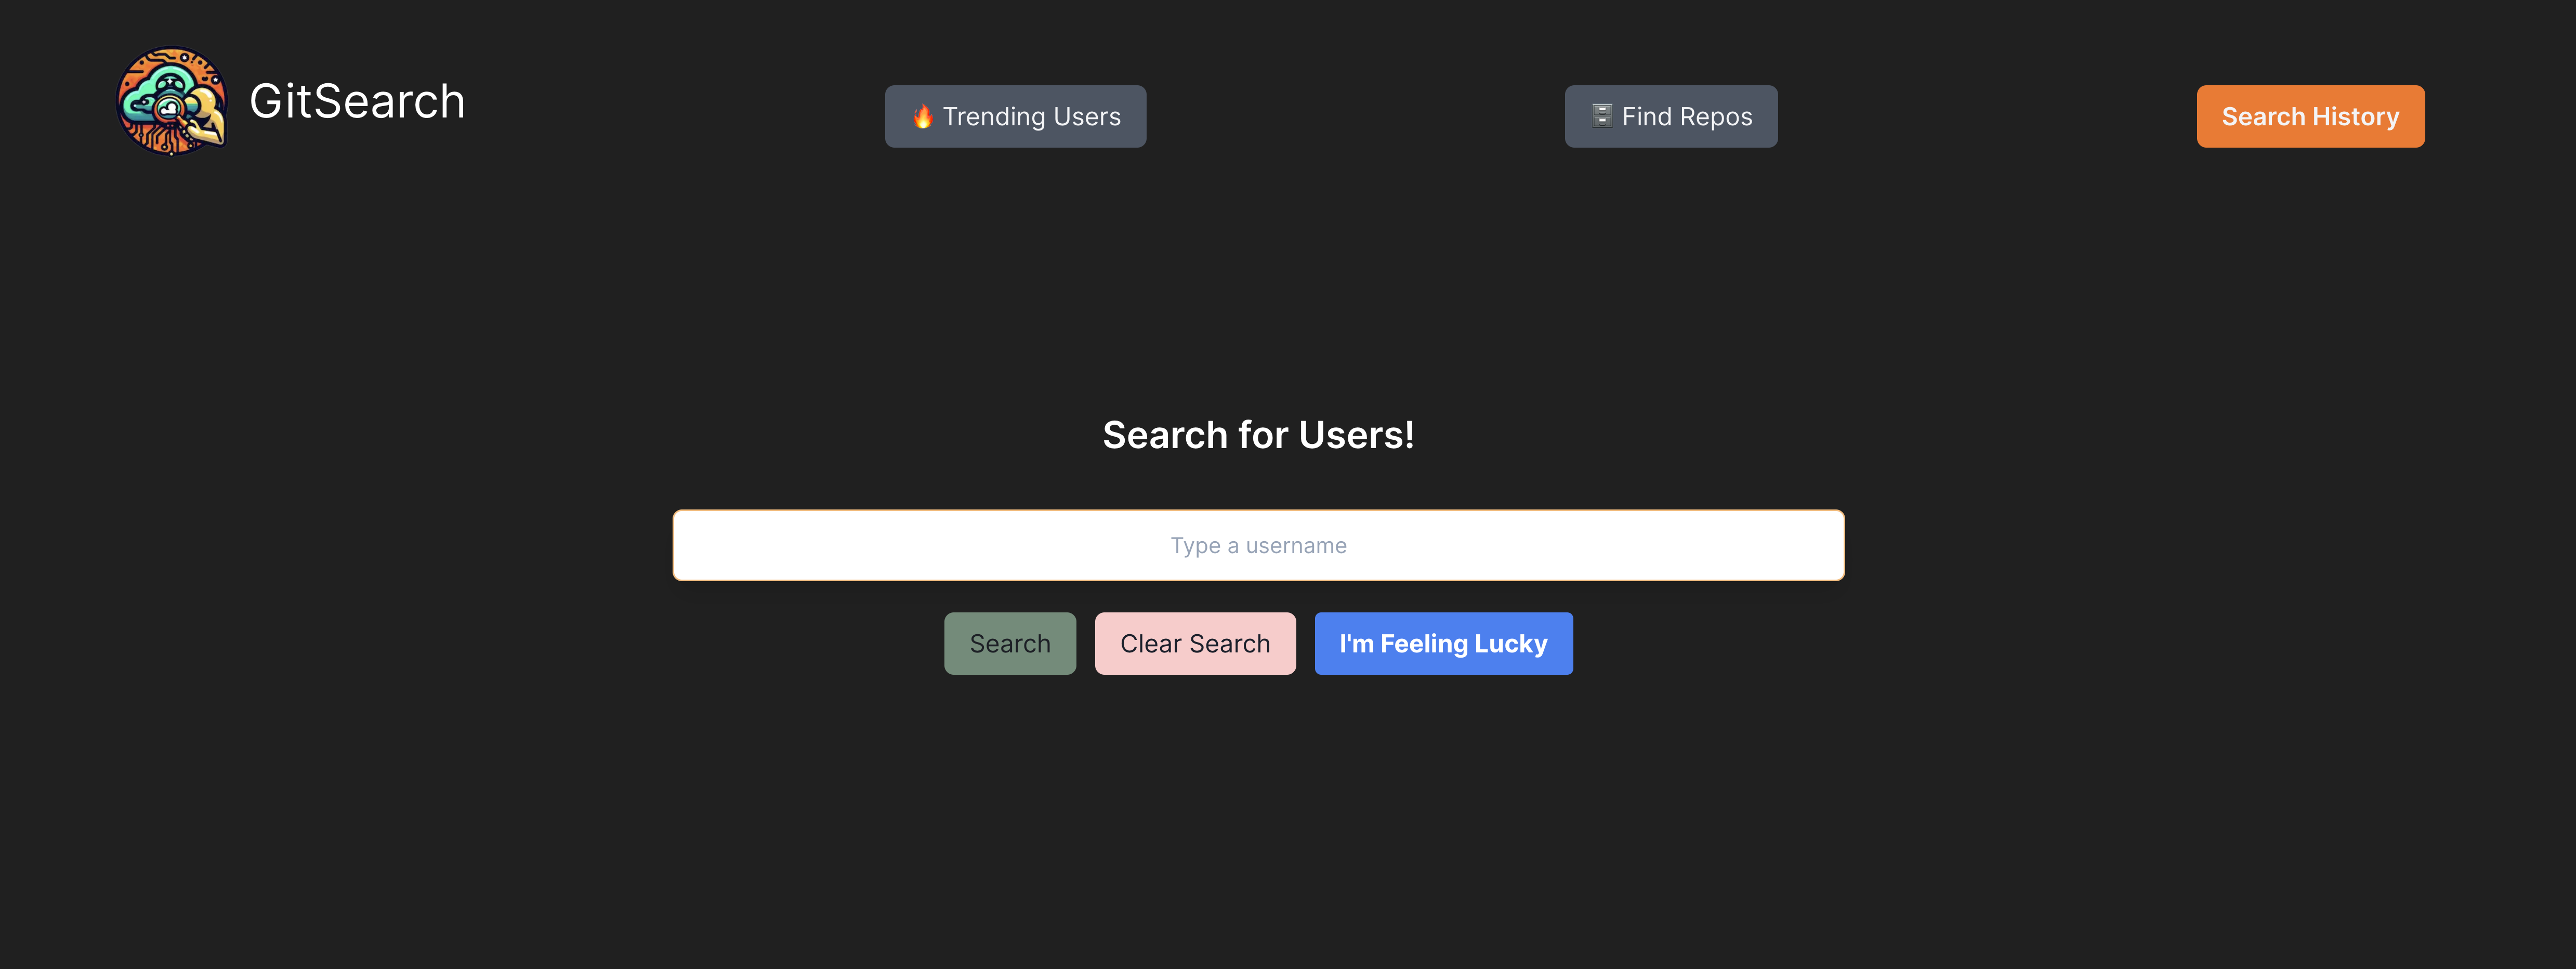 GitSearch
🔥 Trending Users
🗄 Find Repos
Search History
Search for Users!
Type a username
Search
Clear Search
I'm Feeling Lucky